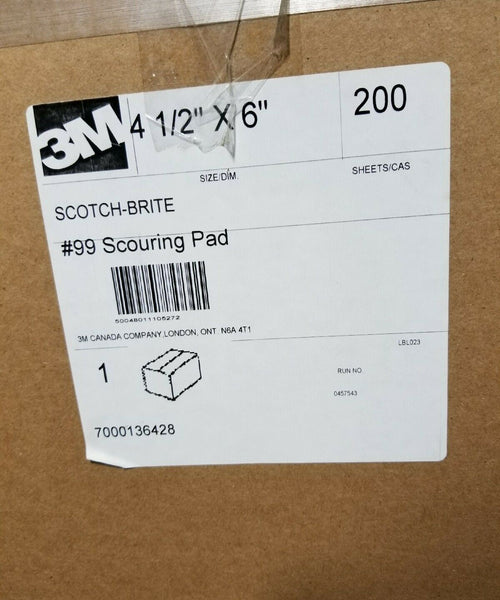 3M
4 1/2" X 6"
200
SIZE/DIM.
SHEETS/CAS
SCOTCH-BRITE
#99 Scouring Pad
50048011105272
3M CANADA COMPANY,LONDON, ONT N6A 4T1
LBL023
1
RUN NO
0457543
7000136428